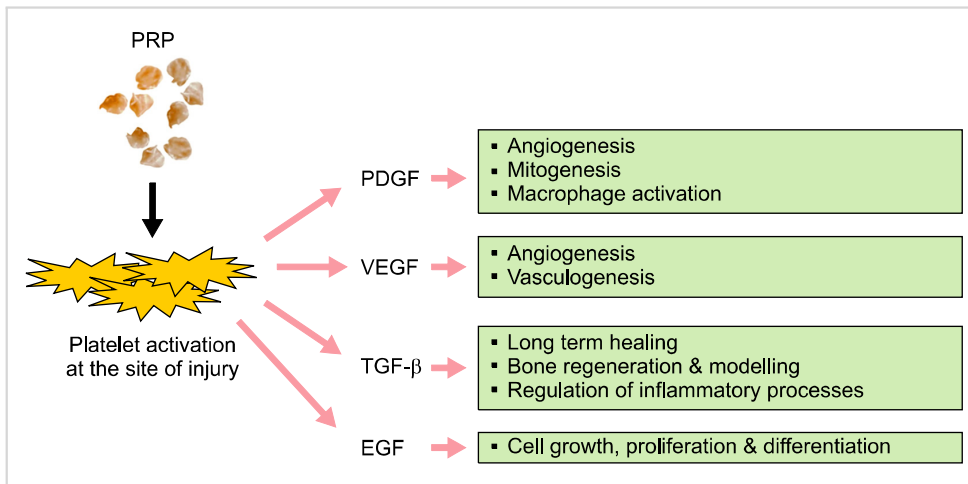 PRP
Platelet activation
at the site of injury
PDGF
▪ Angiogenesis
▪ Mitogenesis
▪ Macrophage activation
VEGF
▪ Angiogenesis
▪ Vasculogenesis
TGF-β
▪ Long term healing
▪ Bone regeneration & modelling
▪ Regulation of inflammatory processes
EGF
▪ Cell growth, proliferation & differentiation